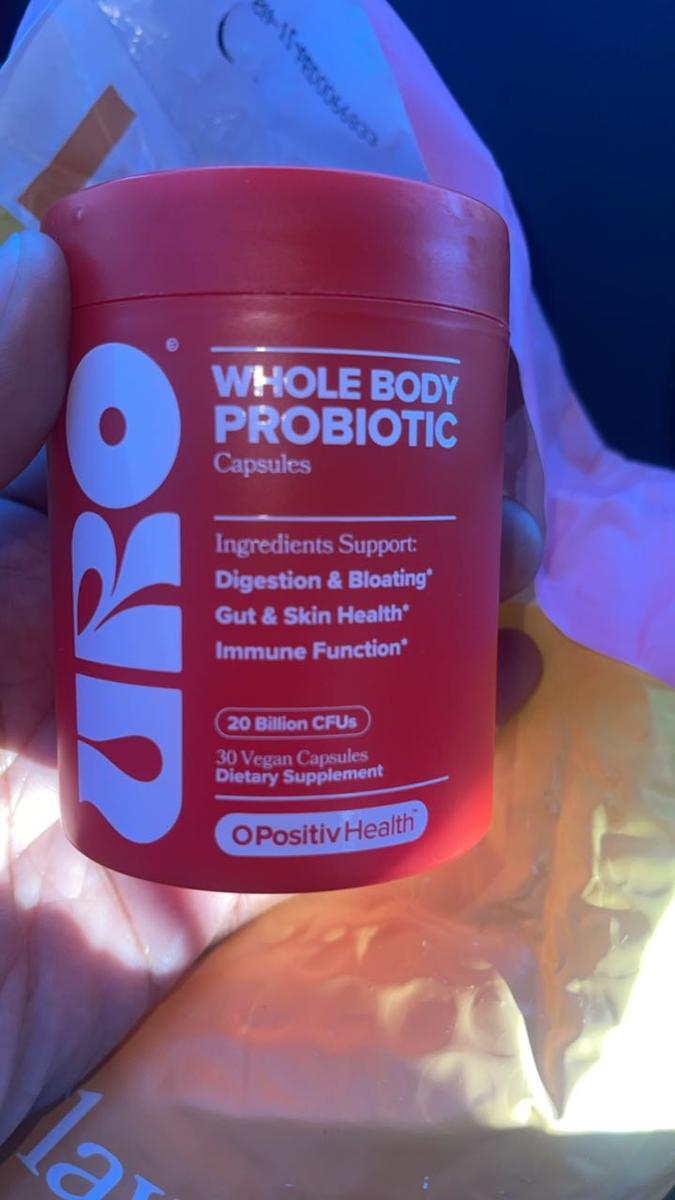 URO®
WHOLE BODY
PROBIOTIC
Capsules
Ingredients Support:
Digestion & Bloating*
Gut & Skin Health*
Immune Function*
20 Billion CFUs
30 Vegan Capsules
Dietary Supplement
OPositivHealth™